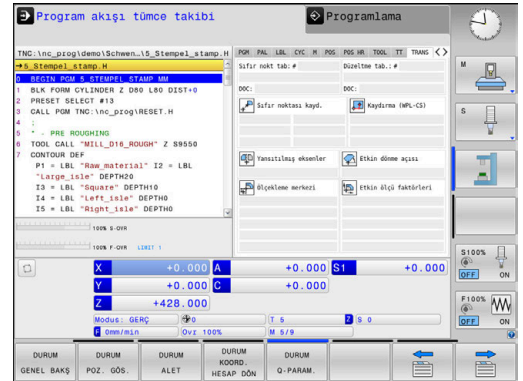 Program akışı tümce takibi
Programlama
TNC:\nc_prog\demo\Schwen…\5_Stempel_stamp.H
→5_Stempel_stamp.H
0 BEGIN PGM 5_STEMPEL_STAMP MM
1 BLK FORM CYLINDER Z D80 L80 DIST+0
2 PRESET SELECT #13
3 CALL PGM TNC:\nc_prog\RESET.H
4 ;
5 * - PRE ROUGHING
6 TOOL CALL "MILL_D16_ROUGH" Z S9550
7 CONTOUR DEF
P1 = LBL "Raw_material" I2 = LBL
"Large_isle" DEPTH20
I3 = LBL "Square" DEPTH10
I4 = LBL "Left_isle" DEPTH0
I5 = LBL "Right_isle" DEPTH0
PGM PAL LBL CYC M POS POS HR TOOL TT TRANS
Sıfır nokt tab: # Düzeltme tab.: #
DOC: DOC:
Sıfır noktası kayd. Kaydırma (WPL-CS)
Yansıtılmış eksenler Etkin dönme açısı
Ölçekleme merkezi Etkin ölçü faktörleri
100% S-OVR
100% F-OVR LIMIT 1
X +0.000 A +0.000 S1 +0.000
Y +0.000 C +0.000
Z +428.000
Modus: GERÇ 0 T 5 Z S 0
F 0mm/min Ovr 100% M 5/9
M
S
S100%
OFF ON
F100%
OFF ON
DURUM GENEL BAKŞ
DURUM POZ. GÖS.
DURUM ALET
DURUM KOORD. HESAP DÖN
DURUM Q-PARAM.